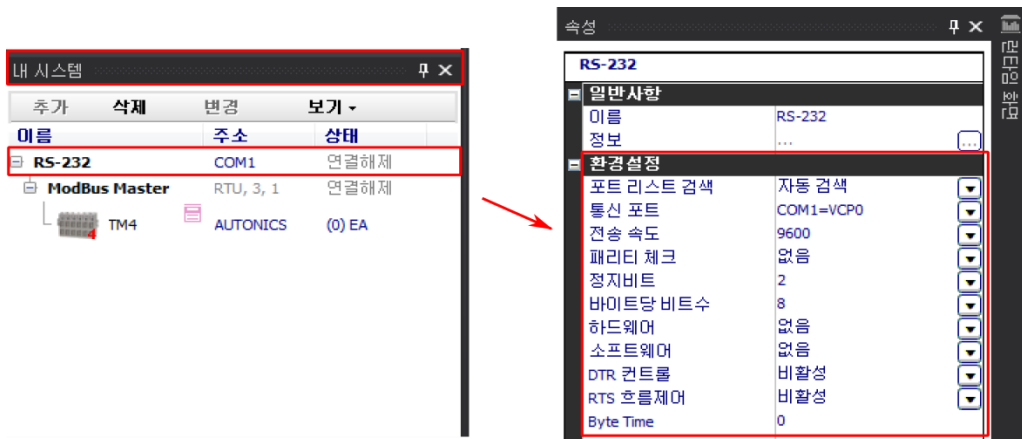 내 시스템
추가 삭제 변경 보기
이름 주소 상태
RS-232 COM1 연결해제
ModBus Master RTU, 3, 1 연결해제
4 TM4 AUTONICS (0) EA
속성
RS-232
일반사항
이름 RS-232
정보 ... ...
환경설정
포트 리스트 검색 자동 검색
통신 포트 COM1=VCP0
전송 속도 9600
패리티 체크 없음
정지비트 2
바이트당 비트수 8
하드웨어 없음
소프트웨어 없음
DTR 컨트롤 비활성
RTS 흐름제어 비활성
Byte Time 0
런타임 화면